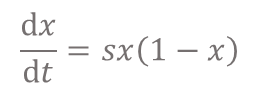 dx/dt = sx(1 − x)